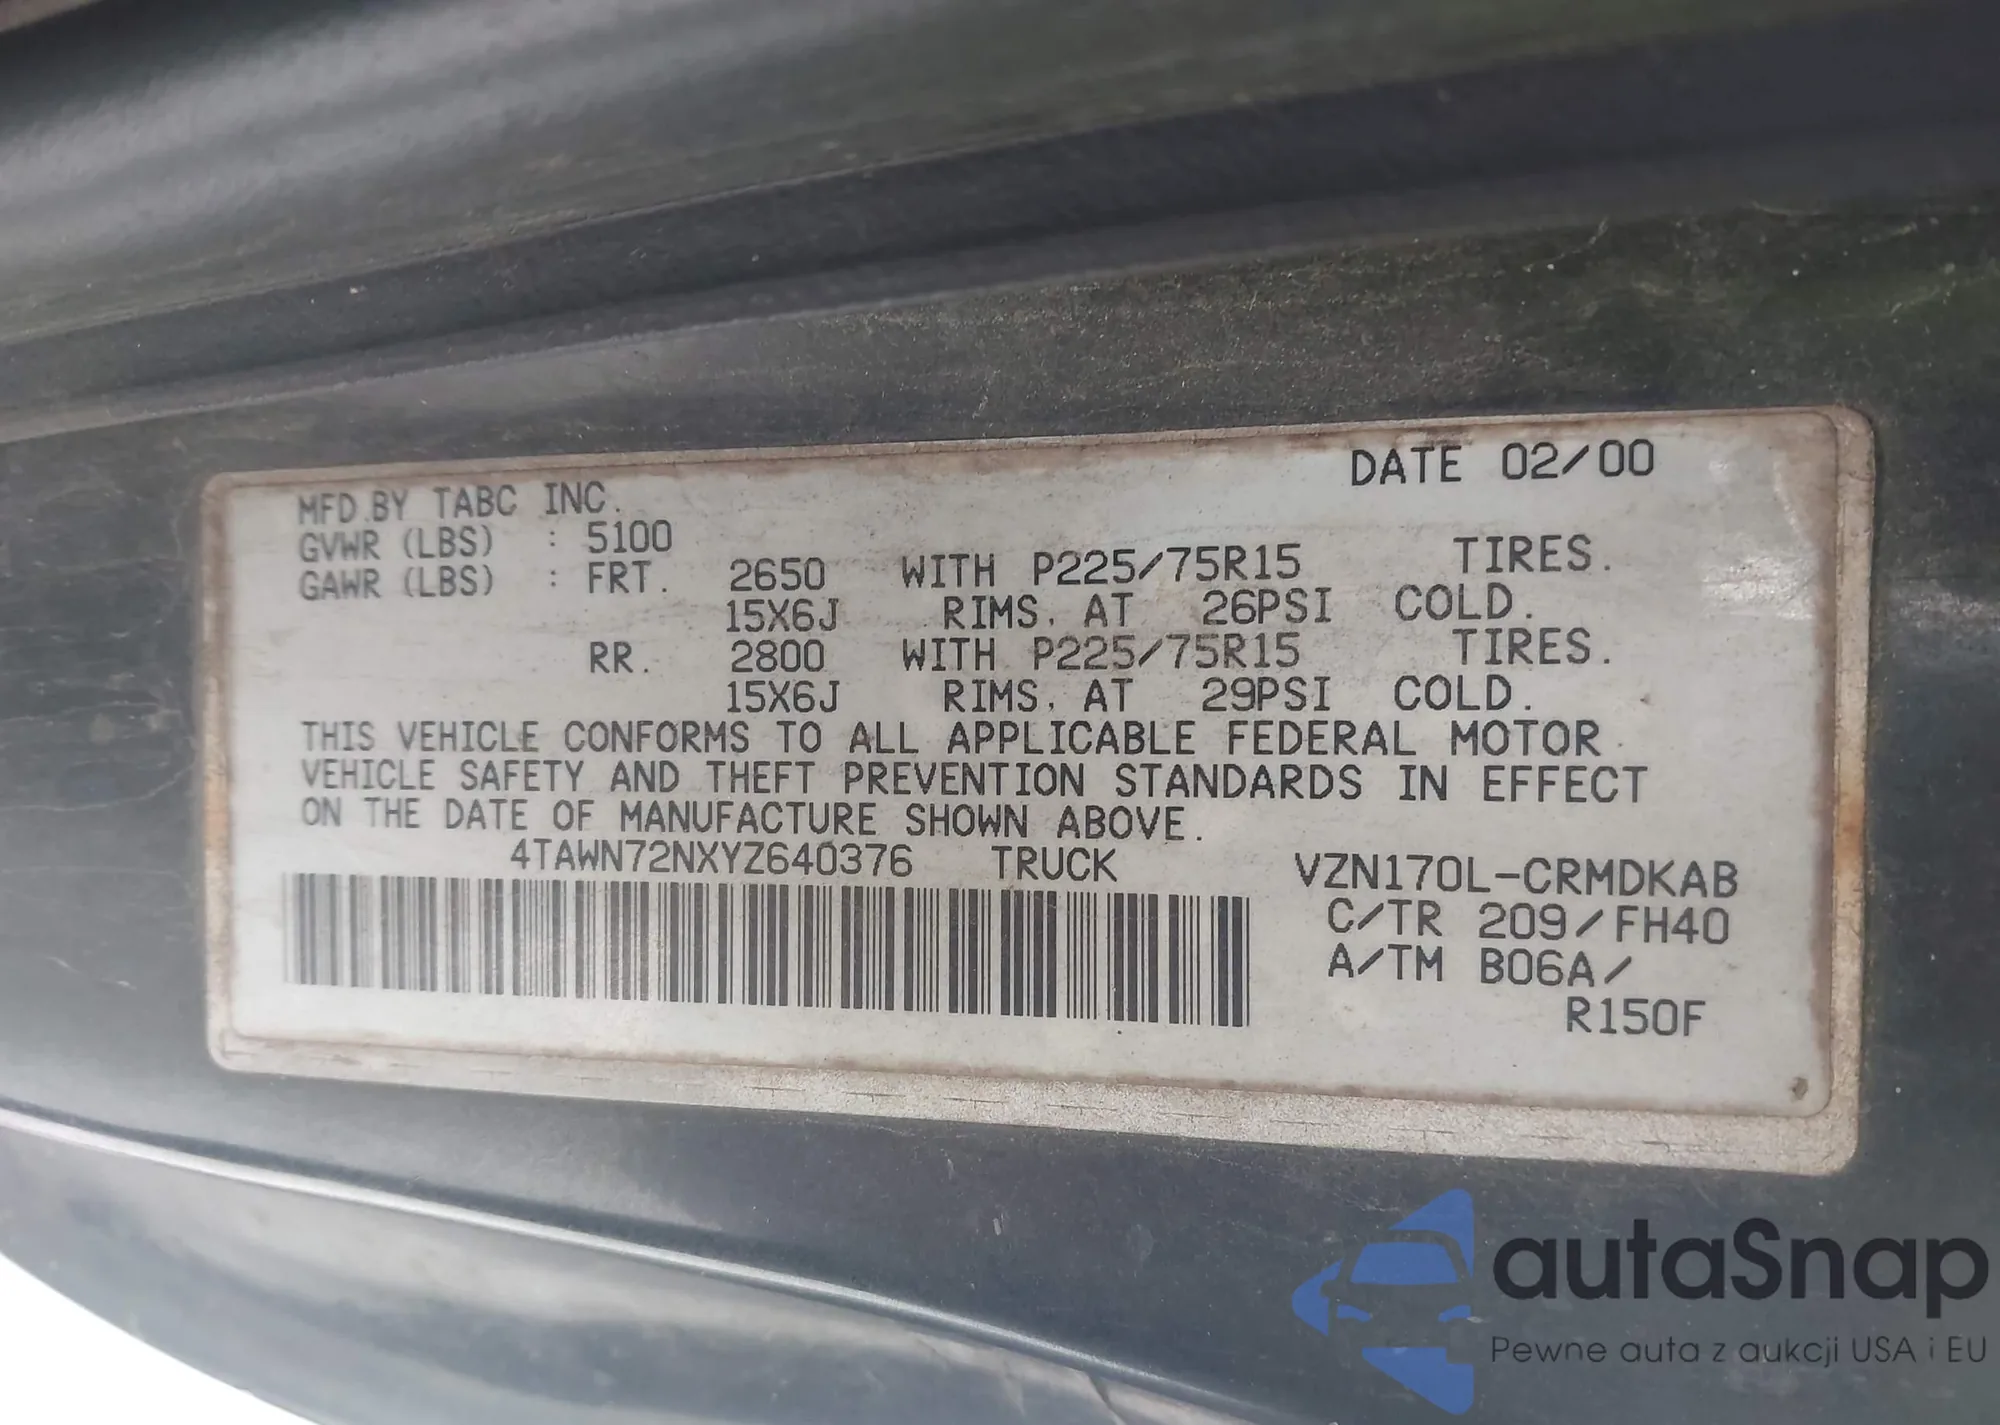 DATE 02/00
MFD.BY TABC INC.
GVWR (LBS) : 5100
GAWR (LBS) : FRT. 2650 WITH P225/75R15 TIRES.
15X6J RIMS. AT 26PSI COLD.
RR. 2800 WITH P225/75R15 TIRES.
15X6J RIMS. AT 29PSI COLD.
THIS VEHICLE CONFORMS TO ALL APPLICABLE FEDERAL MOTOR
VEHICLE SAFETY AND THEFT PREVENTION STANDARDS IN EFFECT
ON THE DATE OF MANUFACTURE SHOWN ABOVE.
4TAWN72NXYZ640376 TRUCK VZN170L-CRMDKAB
C/TR 209/FH40
A/TM B06A/
R150F
autaSnap
Pewne auta z aukcji USA i EU